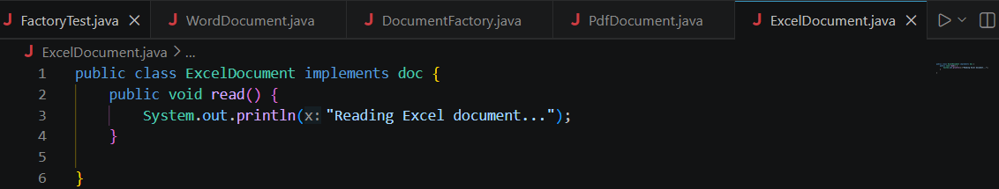 J FactoryTest.java × J WordDocument.java J DocumentFactory.java J PdfDocument.java J ExcelDocument.java ×
J ExcelDocument.java > ...
1 public class ExcelDocument implements doc {
2 public void read() {
3 System.out.println(x:"Reading Excel document...");
4 }
5
6 }